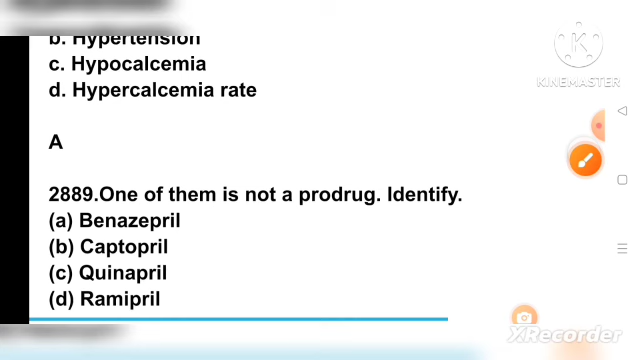 b. Hypertension
K
c. Hypocalcemia
KINEMASTER
d. Hypercalcemia rate
A
2889.One of them is not a prodrug. Identify.
(a) Benazepril
(b) Captopril
(c) Quinapril
(d) Ramipril
XRecorder